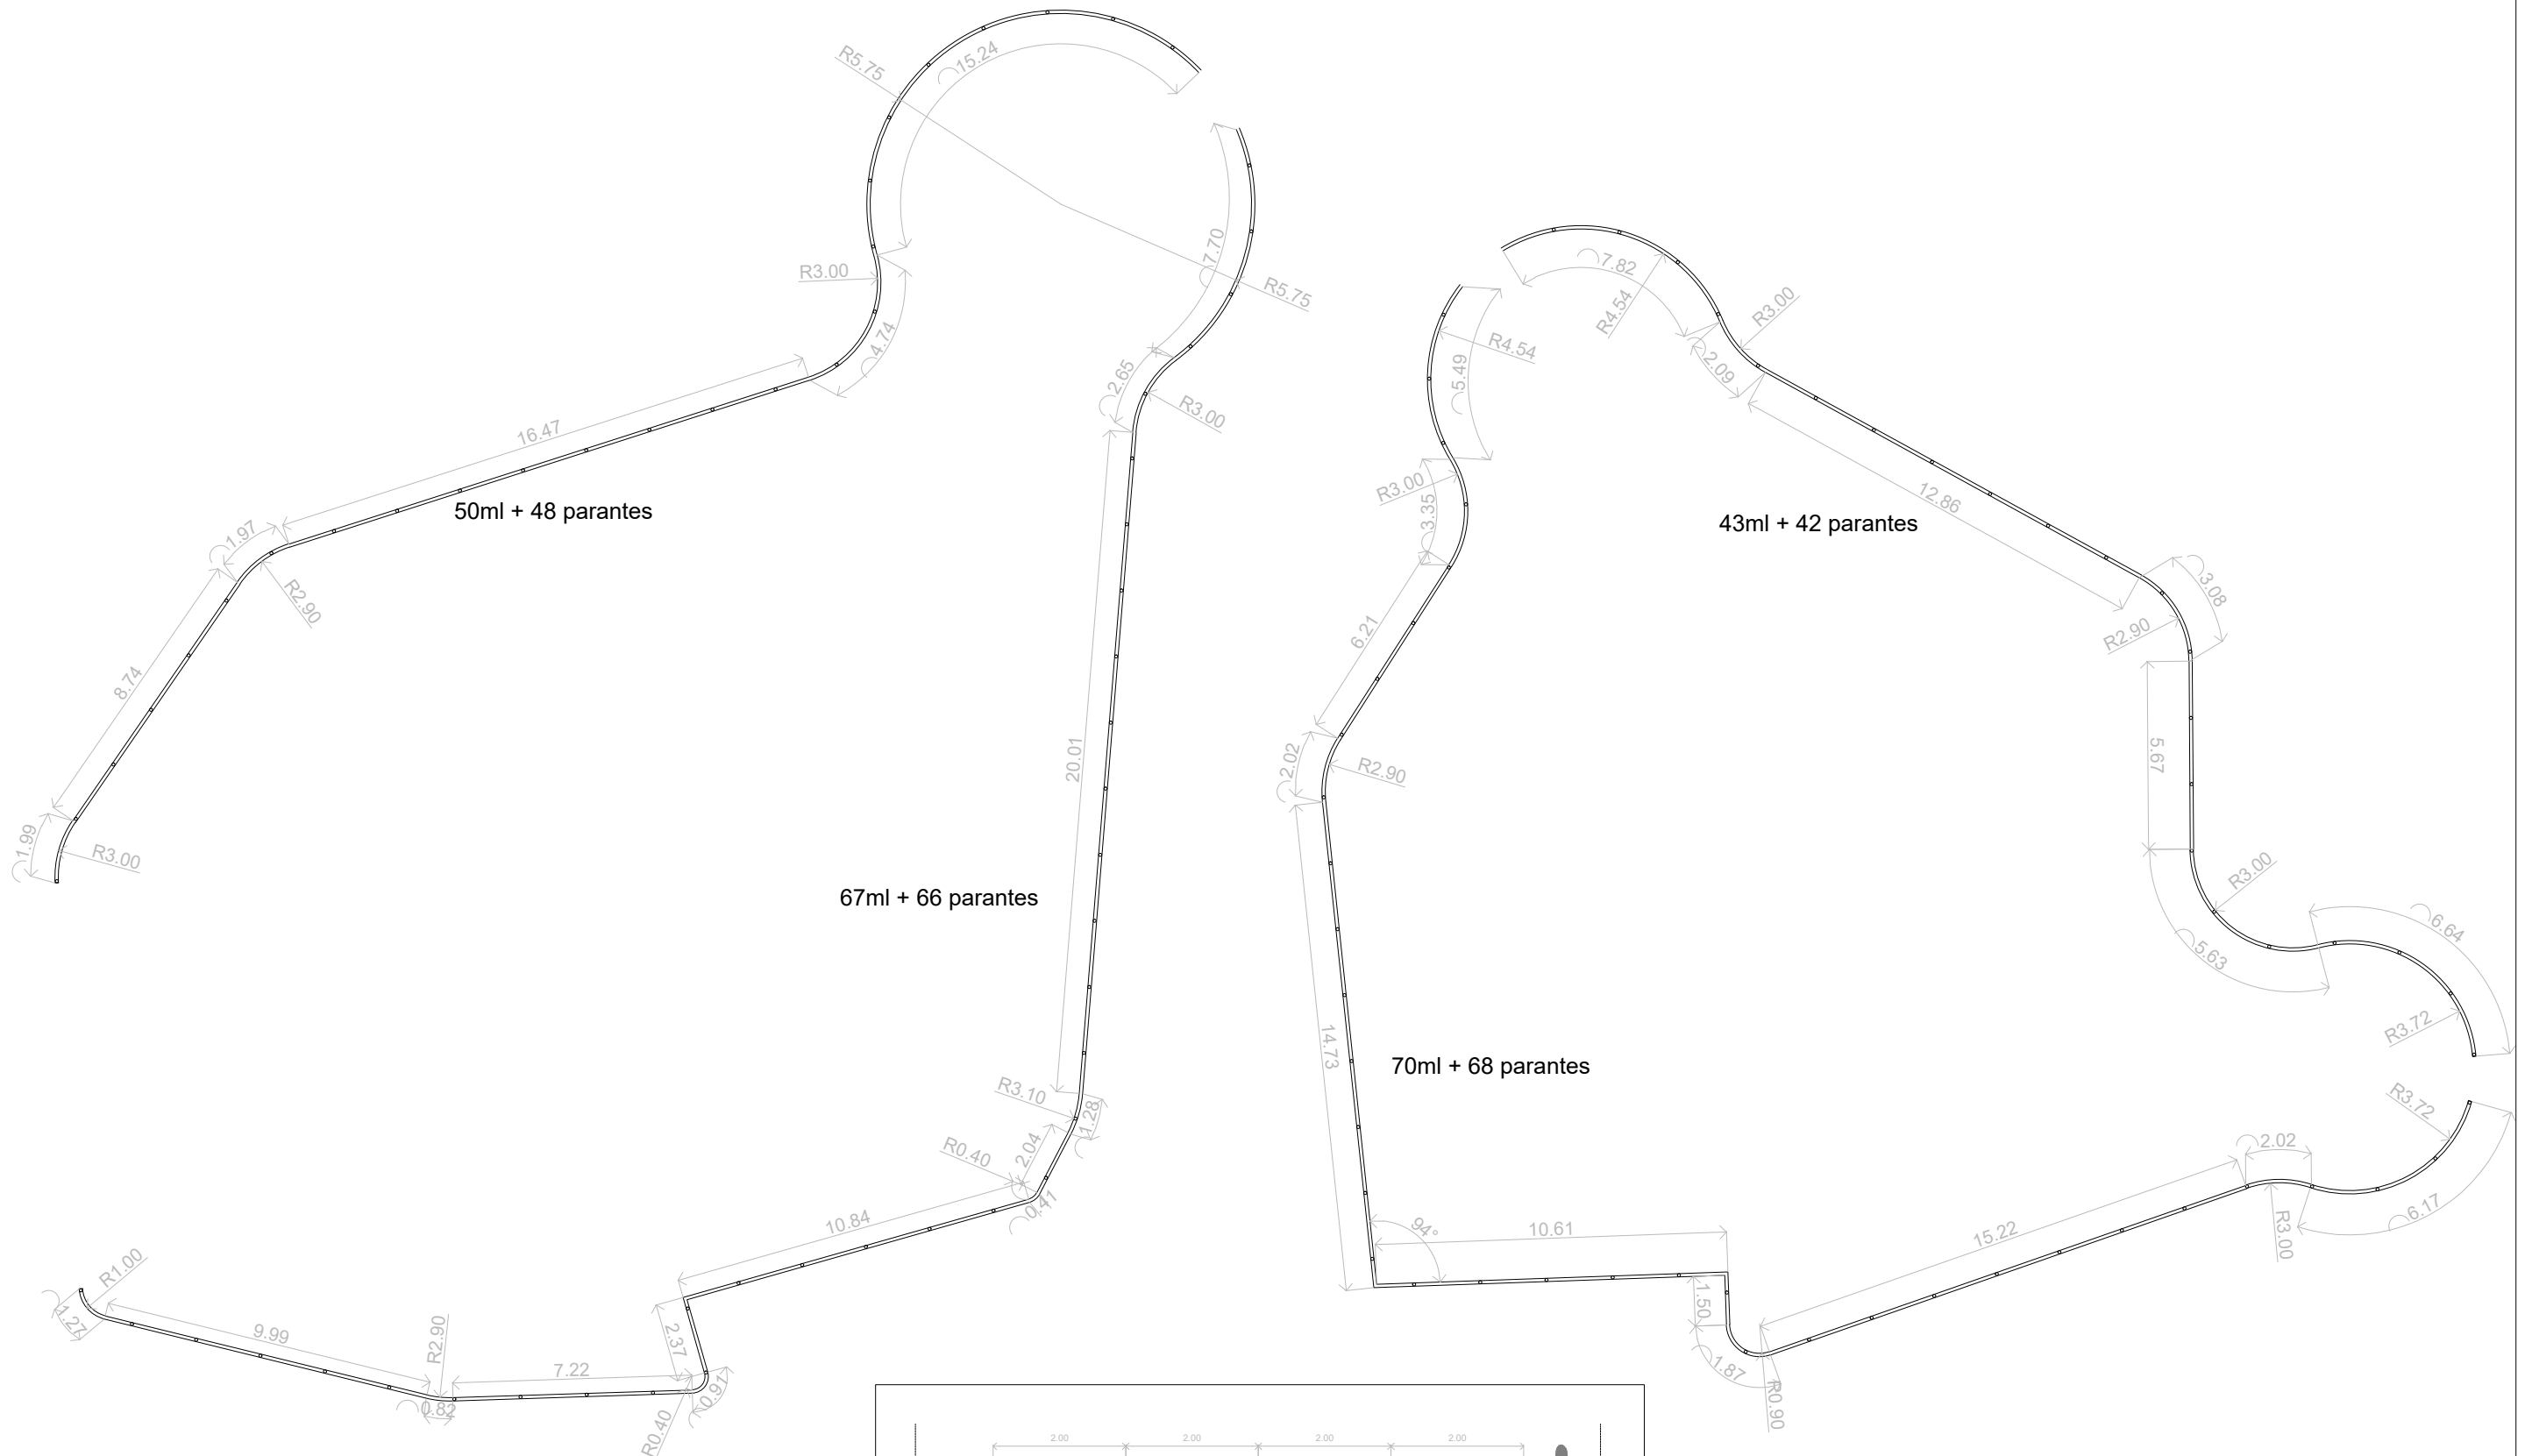 R5.75
15.24
R3.00
4.74
7.70
R5.75
2.65
R3.00
16.47
50ml + 48 parantes
1.97
R2.90
8.74
1.99
R3.00
20.01
67ml + 66 parantes
R3.10
1.28
2.04
R0.40
0.41
10.84
2.37
0.91
R0.40
7.22
R2.90
0.82
9.99
R1.00
1.27
7.82
R4.54
R3.00
2.09
R4.54
5.49
R3.00
3.35
12.86
43ml + 42 parantes
6.21
2.02
R2.90
3.08
R2.90
5.67
R3.00
5.63
6.64
R3.72
R3.72
14.73
70ml + 68 parantes
94°
10.61
1.50
1.87
R0.90
15.22
2.02
R3.00
6.17
2.00
2.00
2.00
2.00